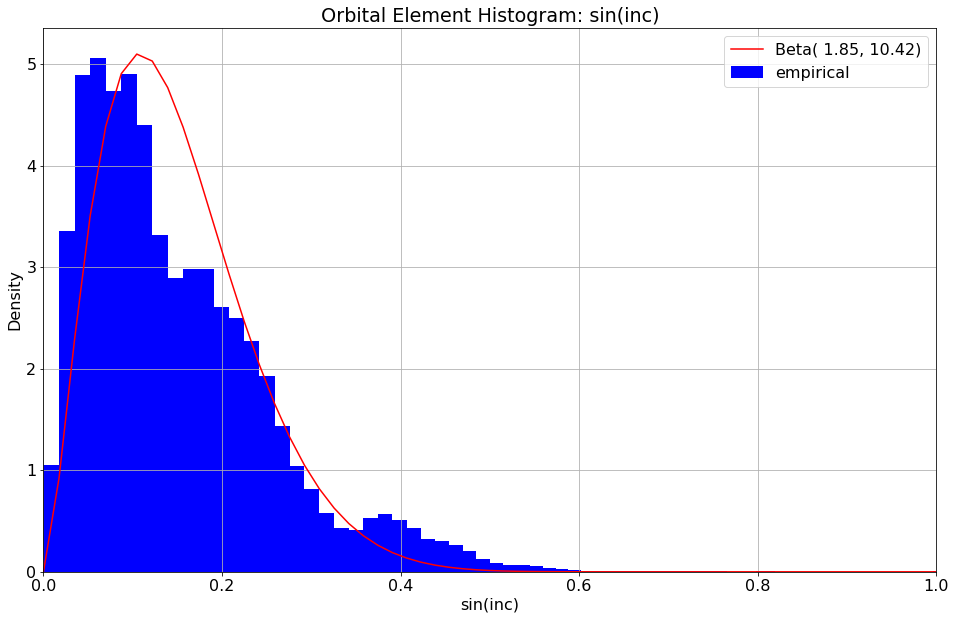 Orbital Element Histogram: sin(inc)
Beta( 1.85, 10.42)
empirical
5
4
3
2
1
0
Density
0.0 0.2 0.4 0.6 0.8 1.0
sin(inc)